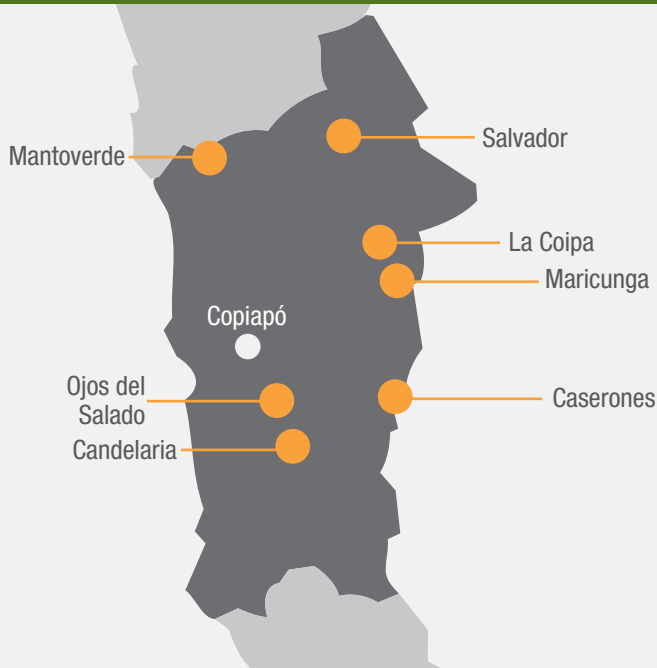 Salvador
Mantoverde
La Coipa
Maricunga
Copiapó
Ojos del
Salado
Caserones
Candelaria